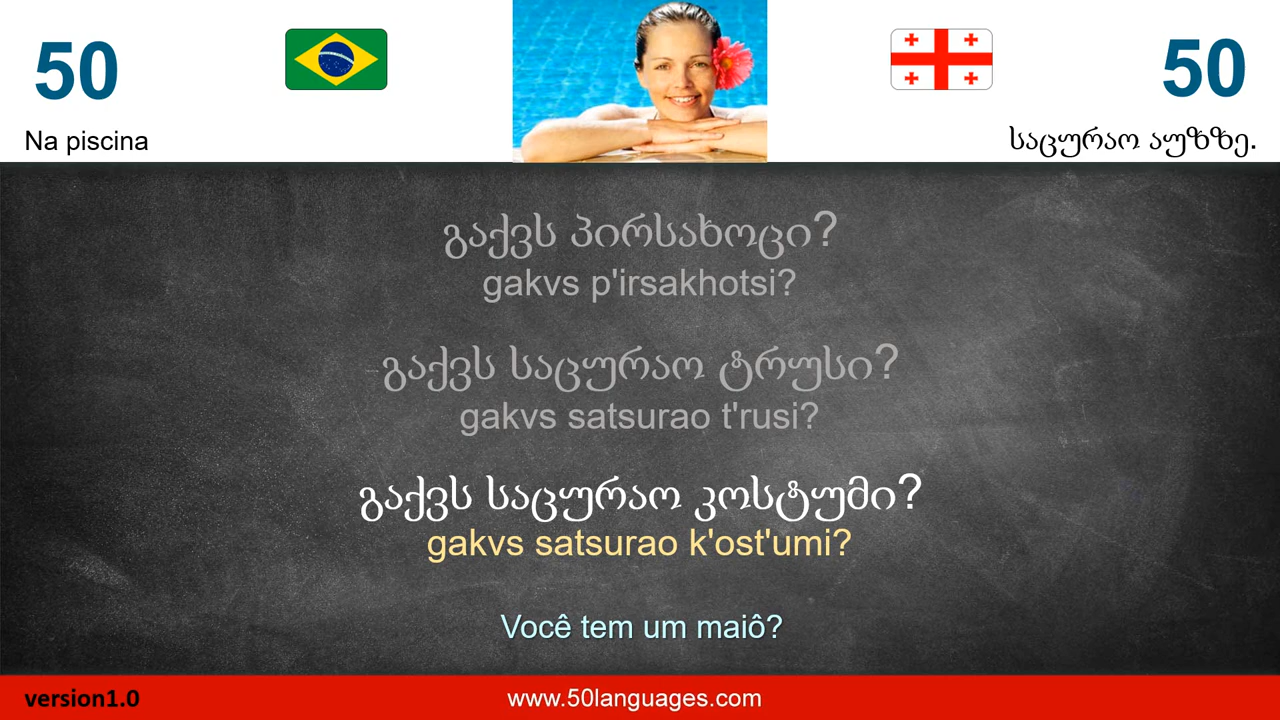 50
50
Na piscina
საცურაო აუზზე.
გაქვს პირსახოცი?
gakvs p'irsakhotsi?
გაქვს საცურაო ტრუსი?
gakvs satsurao t'rusi?
გაქვს საცურაო კოსტუმი?
gakvs satsurao k'ost'umi?
Você tem um maiô?
version1.0
www.50languages.com